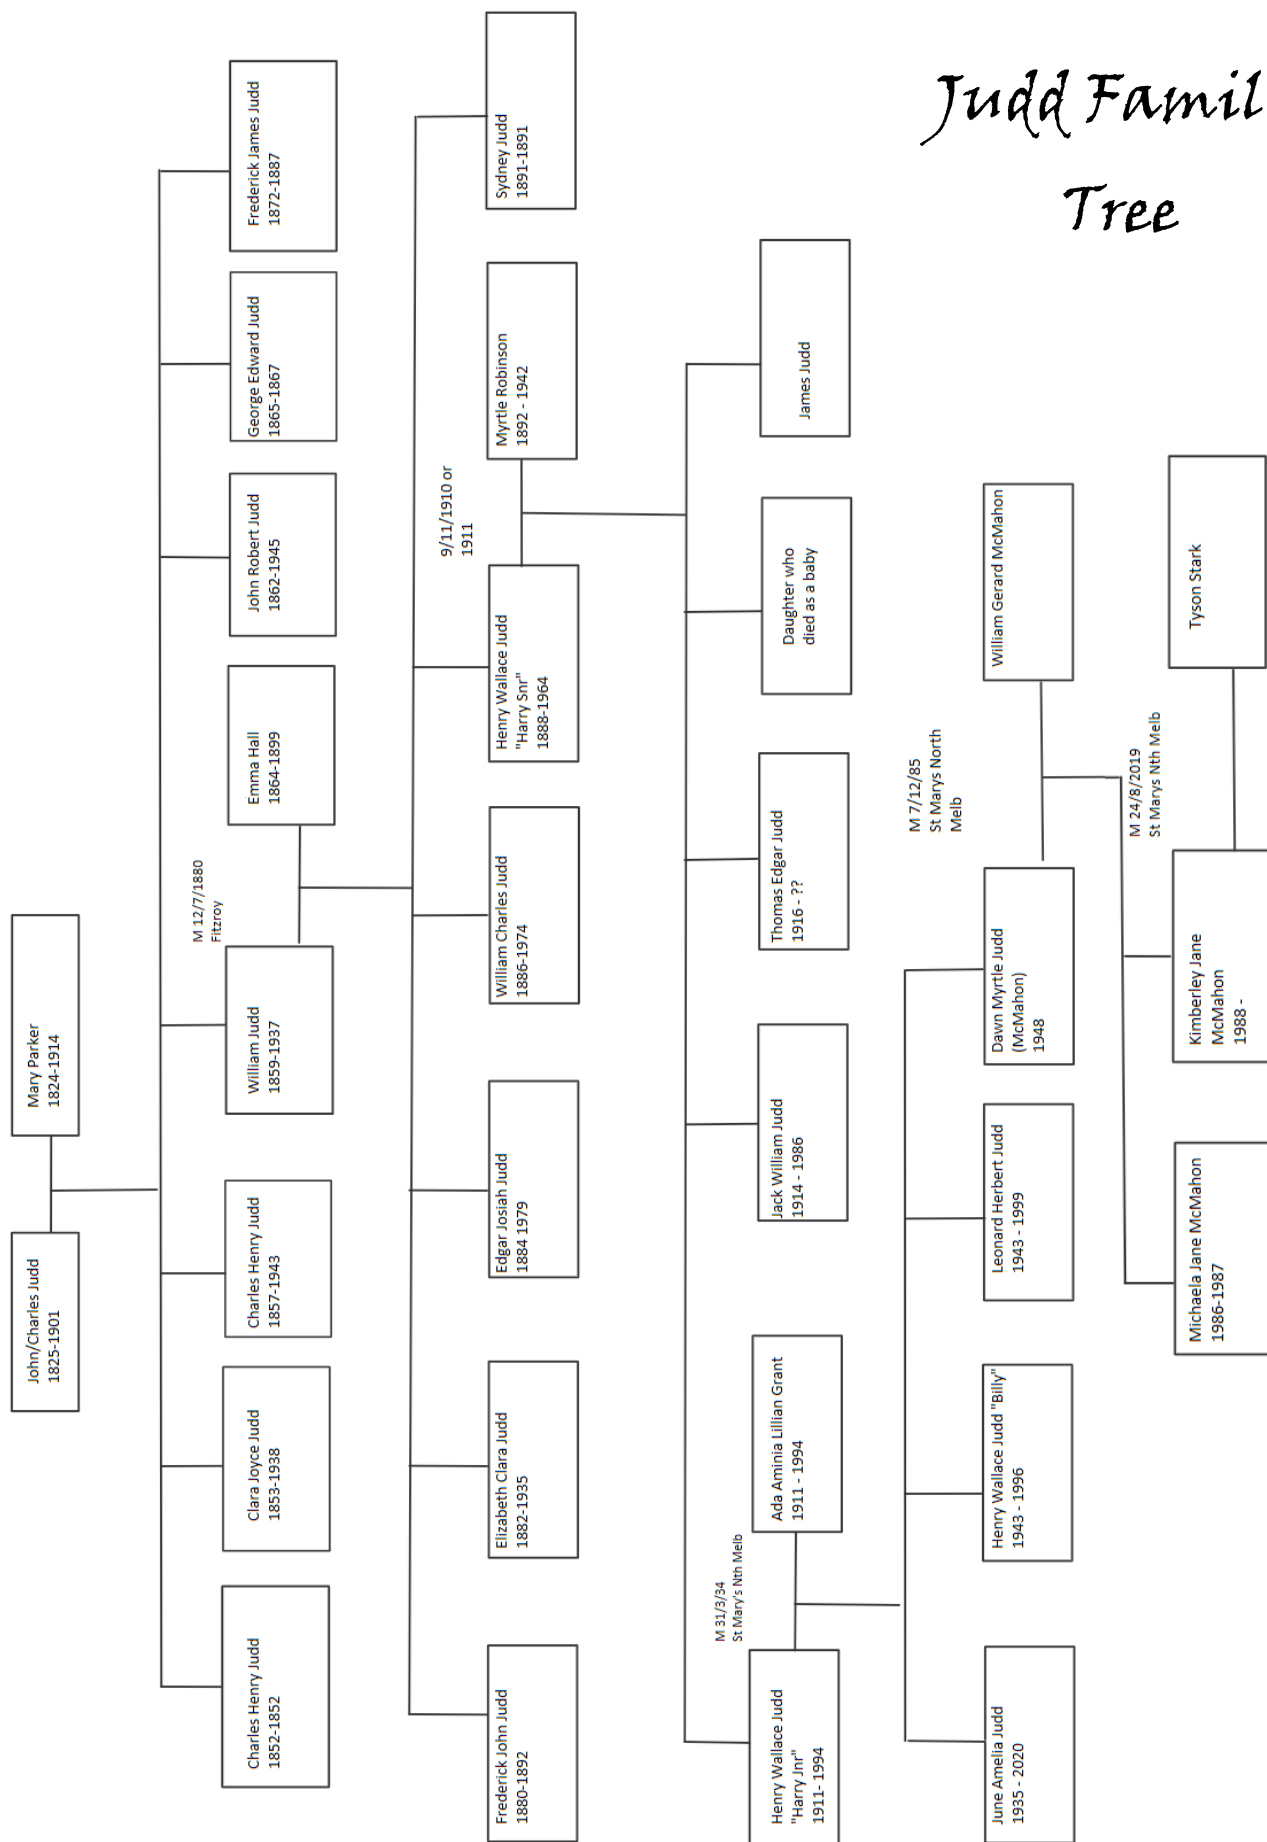 Judd Famil
Tree
John/Charles Judd
1825-1901
Mary Parker
1824-1914
Charles Henry Judd
1852-1852
Clara Joyce Judd
1853-1938
Charles Henry Judd
1857-1943
William Judd
1859-1937
M 12/7/1880
Fitzroy
Emma Hall
1864-1899
John Robert Judd
1862-1945
George Edward Judd
1865-1867
Frederick James Judd
1872-1887
Frederick John Judd
1880-1892
Elizabeth Clara Judd
1882-1935
Edgar Josiah Judd
1884 1979
William Charles Judd
1886-1974
Henry Wallace Judd
"Harry Snr"
1888-1964
9/11/1910 or
1911
Myrtle Robinson
1892 - 1942
Sydney Judd
1891-1891
Henry Wallace Judd
"Harry Jnr"
1911- 1994
M 31/3/34
St Mary's Nth Melb
Ada Aminia Lillian Grant
1911 - 1994
Jack William Judd
1914 - 1986
Thomas Edgar Judd
1916 - ??
Daughter who
died as a baby
James Judd
June Amelia Judd
1935 - 2020
Henry Wallace Judd "Billy"
1943 - 1996
Leonard Herbert Judd
1943 - 1999
Dawn Myrtle Judd
(McMahon)
1948
M 7/12/85
St Marys North
Melb
William Gerard McMahon
Michaela Jane McMahon
1986-1987
Kimberley Jane
McMahon
1988 -
M 24/8/2019
St Marys Nth Melb
Tyson Stark